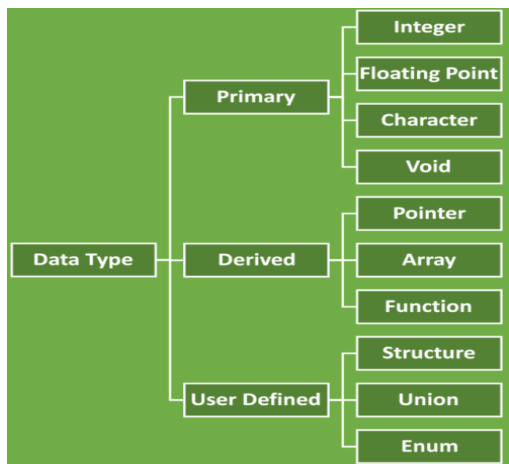 Integer
Floating Point
Primary
Character
Void
Pointer
Data Type
Derived
Array
Function
Structure
User Defined
Union
Enum